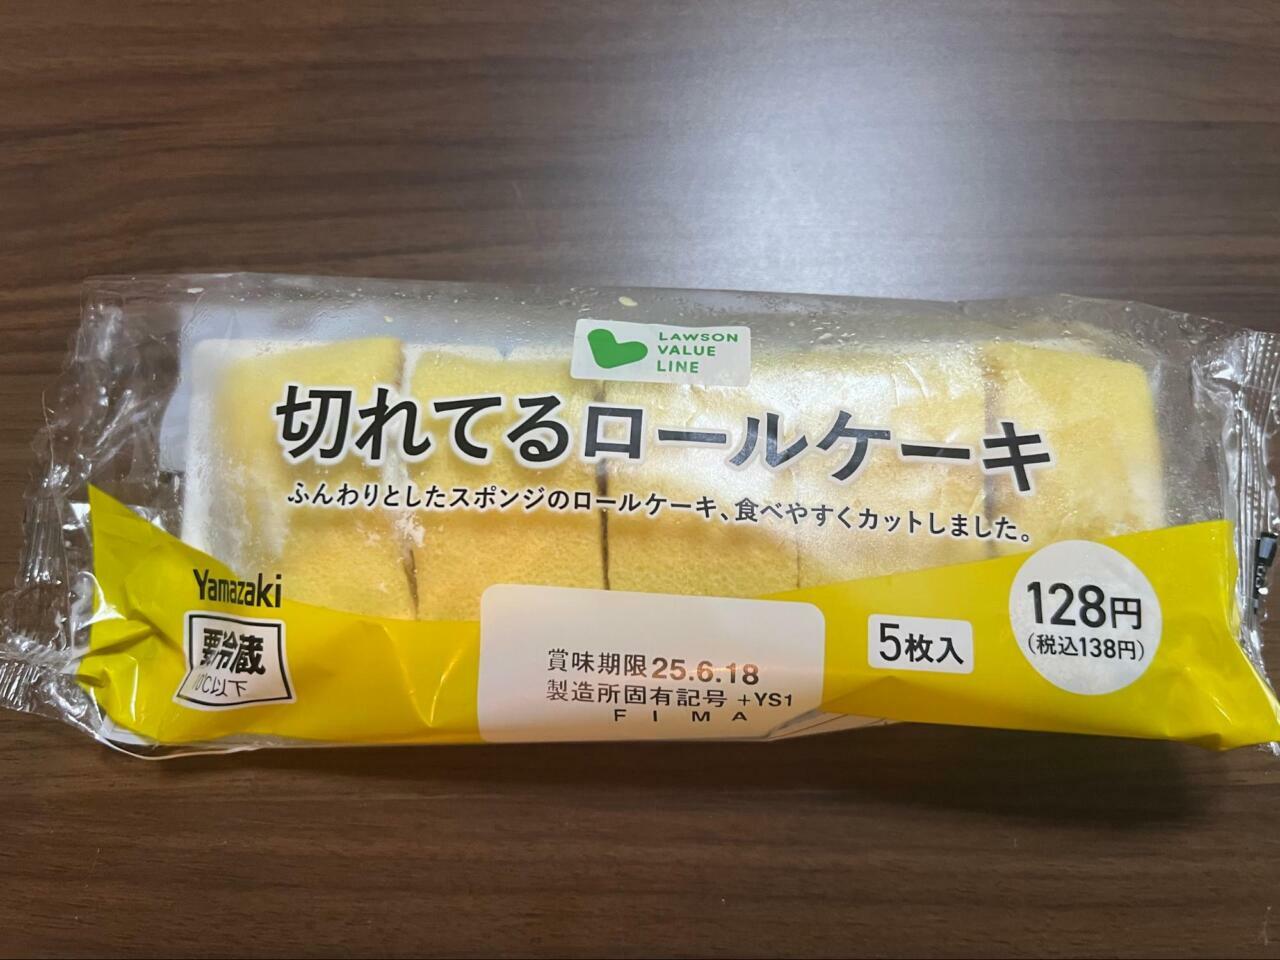 LAWSON
VALUE
LINE
切れてるロールケーキ
ふんわりとしたスポンジのロールケーキ、食べやすくカットしました。
Yamazaki
要冷蔵
10℃以下
賞味期限25.6.18
製造所固有記号 +YS1
F I M A
5枚入
128円
(税込138円)